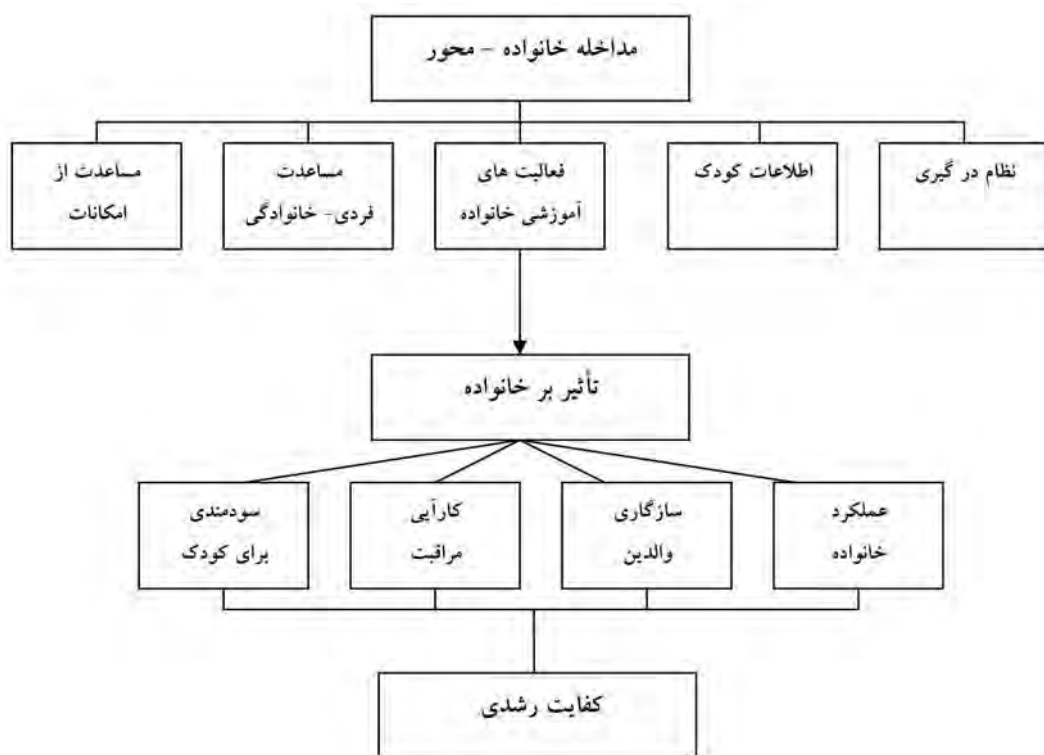 مداخله خانواده - محور
نظام در گیری
اطلاعات کودک
فعالیت های
آموزشی خانواده
مساعدت
فردی- خانوادگی
مساعدت از
امکانات
تأثیر بر خانواده
عملکرد
خانواده
سازگاری
والدین
کارآیی
مراقبت
سودمندی
برای کودک
کفایت رشدی